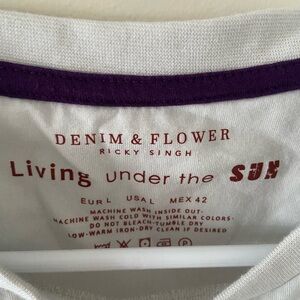 DENIM & FLOWER
RICKY SINGH
Living under the SUN
EUR L USA L MEX 42
MACHINE WASH INSIDE OUT-
MACHINE WASH COLD WITH SIMILAR COLORS-
DO NOT BLEACH-TUMBLE DRY
LOW-WARM IRON-DRY CLEAN IF DESIRED